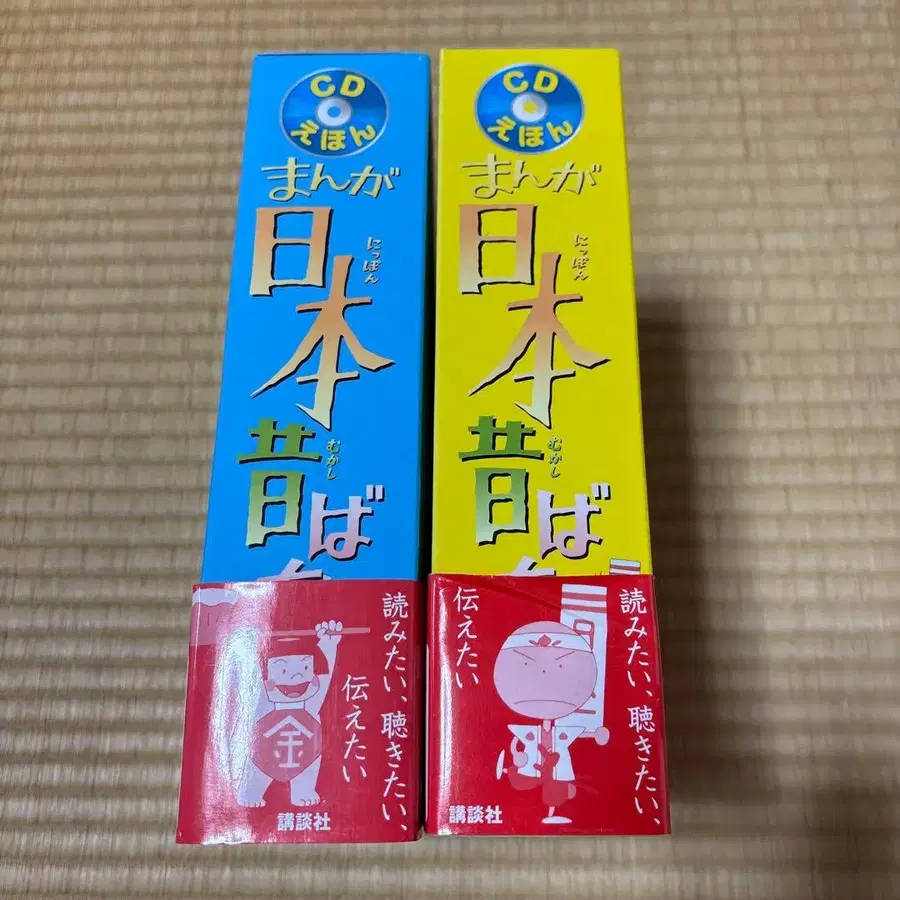 CD
えほん
まんが
日本
にっぽん
昔ば
むかし
読みたい、聴きたい、
伝えたい
金
講談社
CD
えほん
まんが
日本
にっぽん
昔ば
むかし
読みたい、聴きたい、
伝えたい
講談社